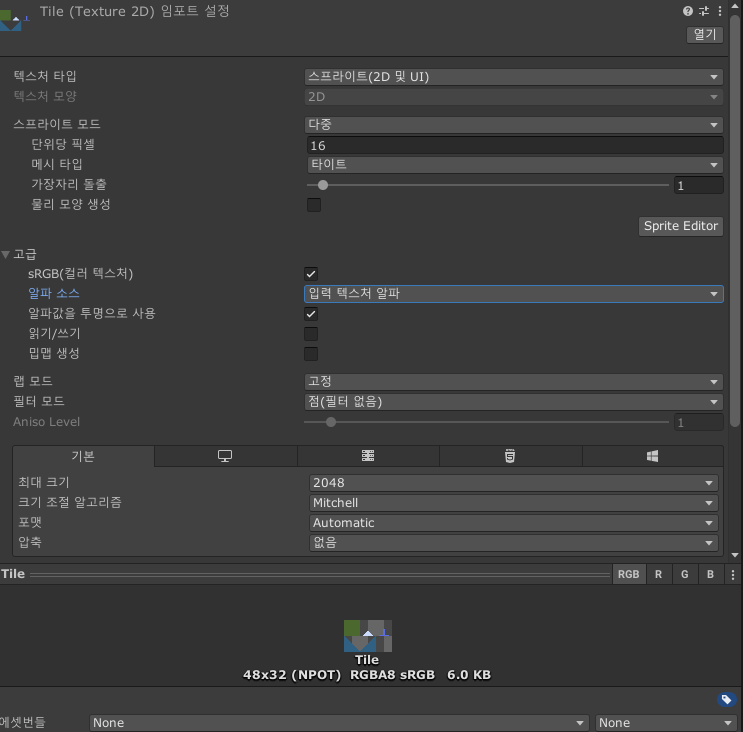 Tile (Texture 2D) 임포트 설정
열기
텍스처 타입 스프라이트(2D 및 UI)
텍스처 모양 2D
스프라이트 모드 다중
단위당 픽셀 16
메시 타입 타이트
가장자리 돌출 1
물리 모양 생성
Sprite Editor
고급
sRGB(컬러 텍스처)
알파 소스 입력 텍스처 알파
알파값을 투명으로 사용
읽기/쓰기
밉맵 생성
랩 모드 고정
필터 모드 점(필터 없음)
Aniso Level 1
기본
최대 크기 2048
크기 조절 알고리즘 Mitchell
포맷 Automatic
압축 없음
Tile RGB R G B
Tile
48x32 (NPOT) RGBA8 sRGB 6.0 KB
에셋번들 None None